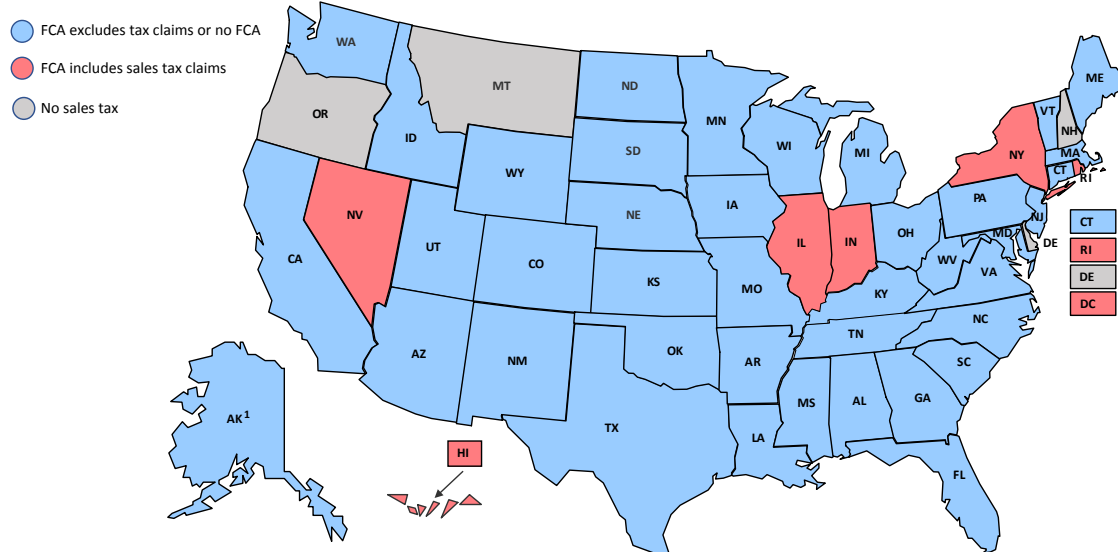 FCA excludes tax claims or no FCA
FCA includes sales tax claims
No sales tax
WA
MT
ND
ME
OR
MN
VT
ID
SD
WI
MI
NH
NY
MA
WY
CT
RI
IA
PA
NE
NV
NJ
CT
IL
IN
OH
MD
UT
DE
RI
CA
CO
WV
VA
DE
KS
MO
KY
DC
NC
TN
AZ
NM
OK
AR
SC
MS
AL
GA
AK¹
TX
LA
HI
FL